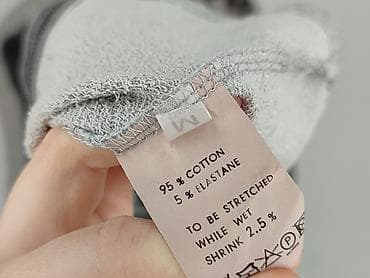 M
95 % COTTON
5 % ELASTANE
TO BE STRETCHED
WHILE WET
SHRINK 2.5 %
P